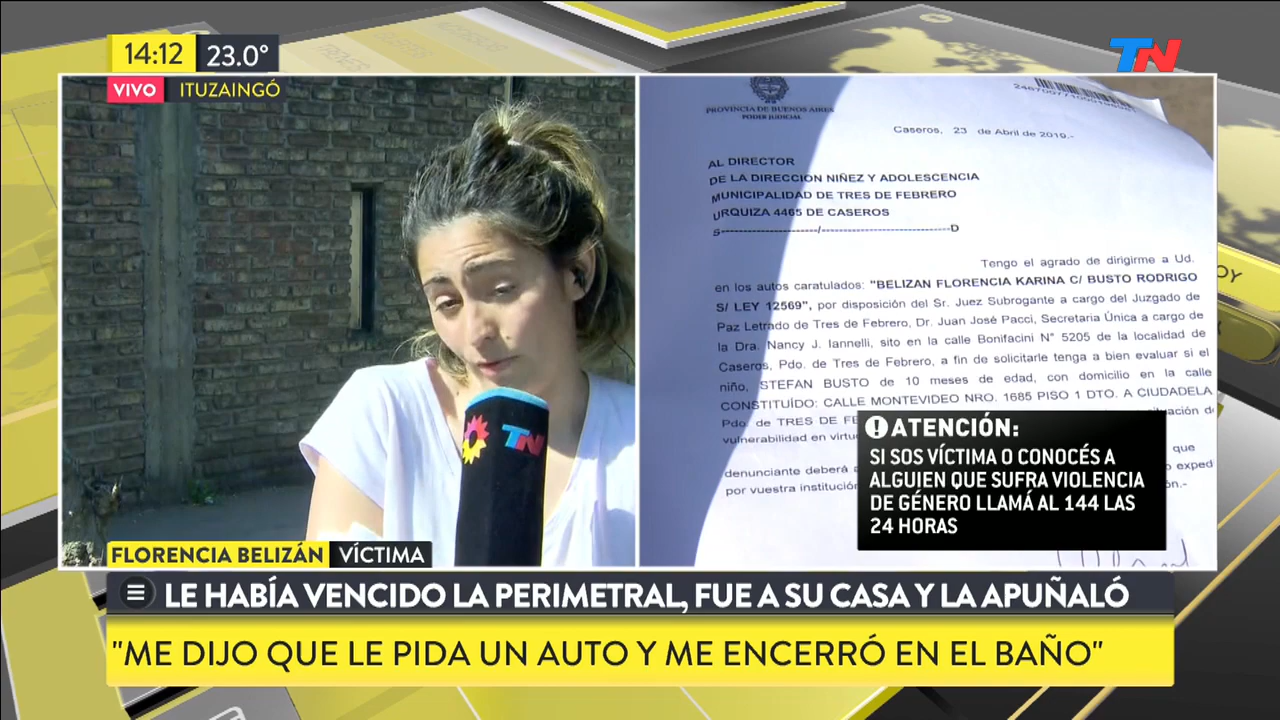 14:12 23.0°
TN
VIVO ITUZAINGÓ
PROVINCIA DE BUENOS AIRES
PODER JUDICIAL
Caseros, 23 de Abril de 2019.-
AL DIRECTOR
DE LA DIRECCION NIÑEZ Y ADOLESCENCIA
MUNICIPALIDAD DE TRES DE FEBRERO
URQUIZA 4465 DE CASEROS
S----------------------/-----------------------------D
Tengo el agrado de dirigirme a Ud.
en los autos caratulados: "BELIZAN FLORENCIA KARINA C/ BUSTO RODRIGO
S/ LEY 12569", por disposición del Sr. Juez Subrogante a cargo del Juzgado de
Paz Letrado de Tres de Febrero, Dr. Juan José Pacci, Secretaria Única a cargo de
la Dra. Nancy J. Iannelli, sito en la calle Bonifacini N° 5205 de la localidad de
Caseros, Pdo. de Tres de Febrero, a fin de solicitarle tenga a bien evaluar si el
niño, STEFAN BUSTO de 10 meses de edad, con domicilio en la calle
CONSTITUÍDO: CALLE MONTEVIDEO NRO. 1685 PISO 1 DTO. A CIUDADELA
Pdo. de TRES DE
vulnerabilidad en que
denunciante deberá
por vuestra
TN
ATENCIÓN:
SI SOS VÍCTIMA O CONOCÉS A
ALGUIEN QUE SUFRA VIOLENCIA
DE GÉNERO LLAMÁ AL 144 LAS
24 HORAS
FLORENCIA BELIZÁN VÍCTIMA
LE HABÍA VENCIDO LA PERIMETRAL, FUE A SU CASA Y LA APUÑALÓ
"ME DIJO QUE LE PIDA UN AUTO Y ME ENCERRÓ EN EL BAÑO"